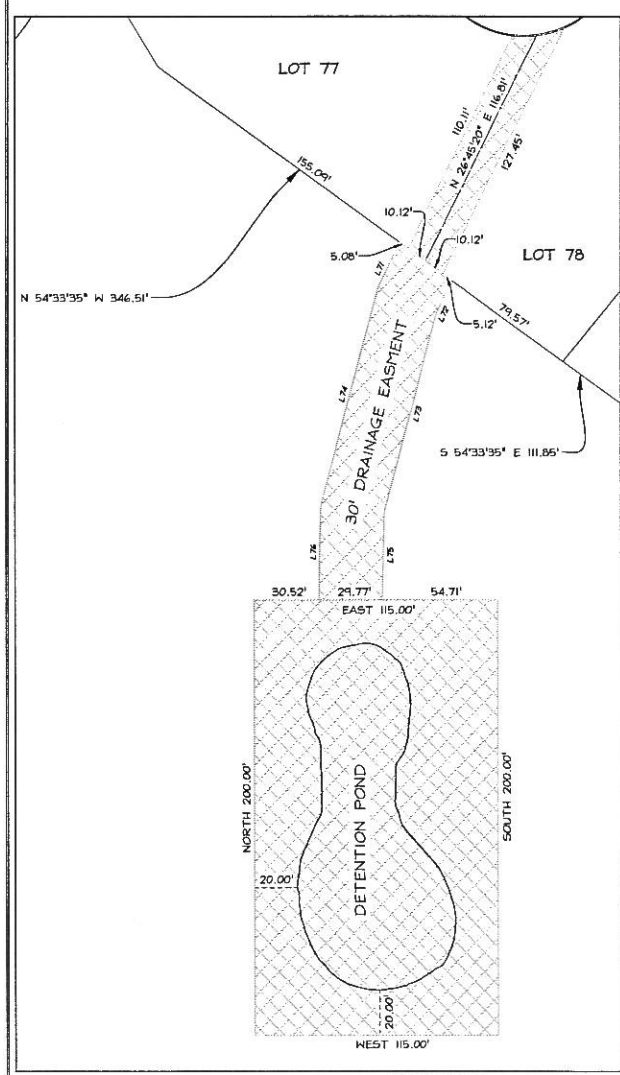 LOT 77
110.11'
N 26°45'20" E 116.81'
127.45'
155.09'
10.12'
10.12'
5.08'
LOT 78
L71
N 54°33'35" W 346.51'
L72
5.12'
79.57'
L74
30' DRAINAGE EASMENT
L73
S 54°33'35" E 111.85'
L76
L75
30.52'
29.77'
54.71'
EAST 115.00'
NORTH 200.00'
DETENTION POND
SOUTH 200.00'
20.00'
20.00'
WEST 115.00'